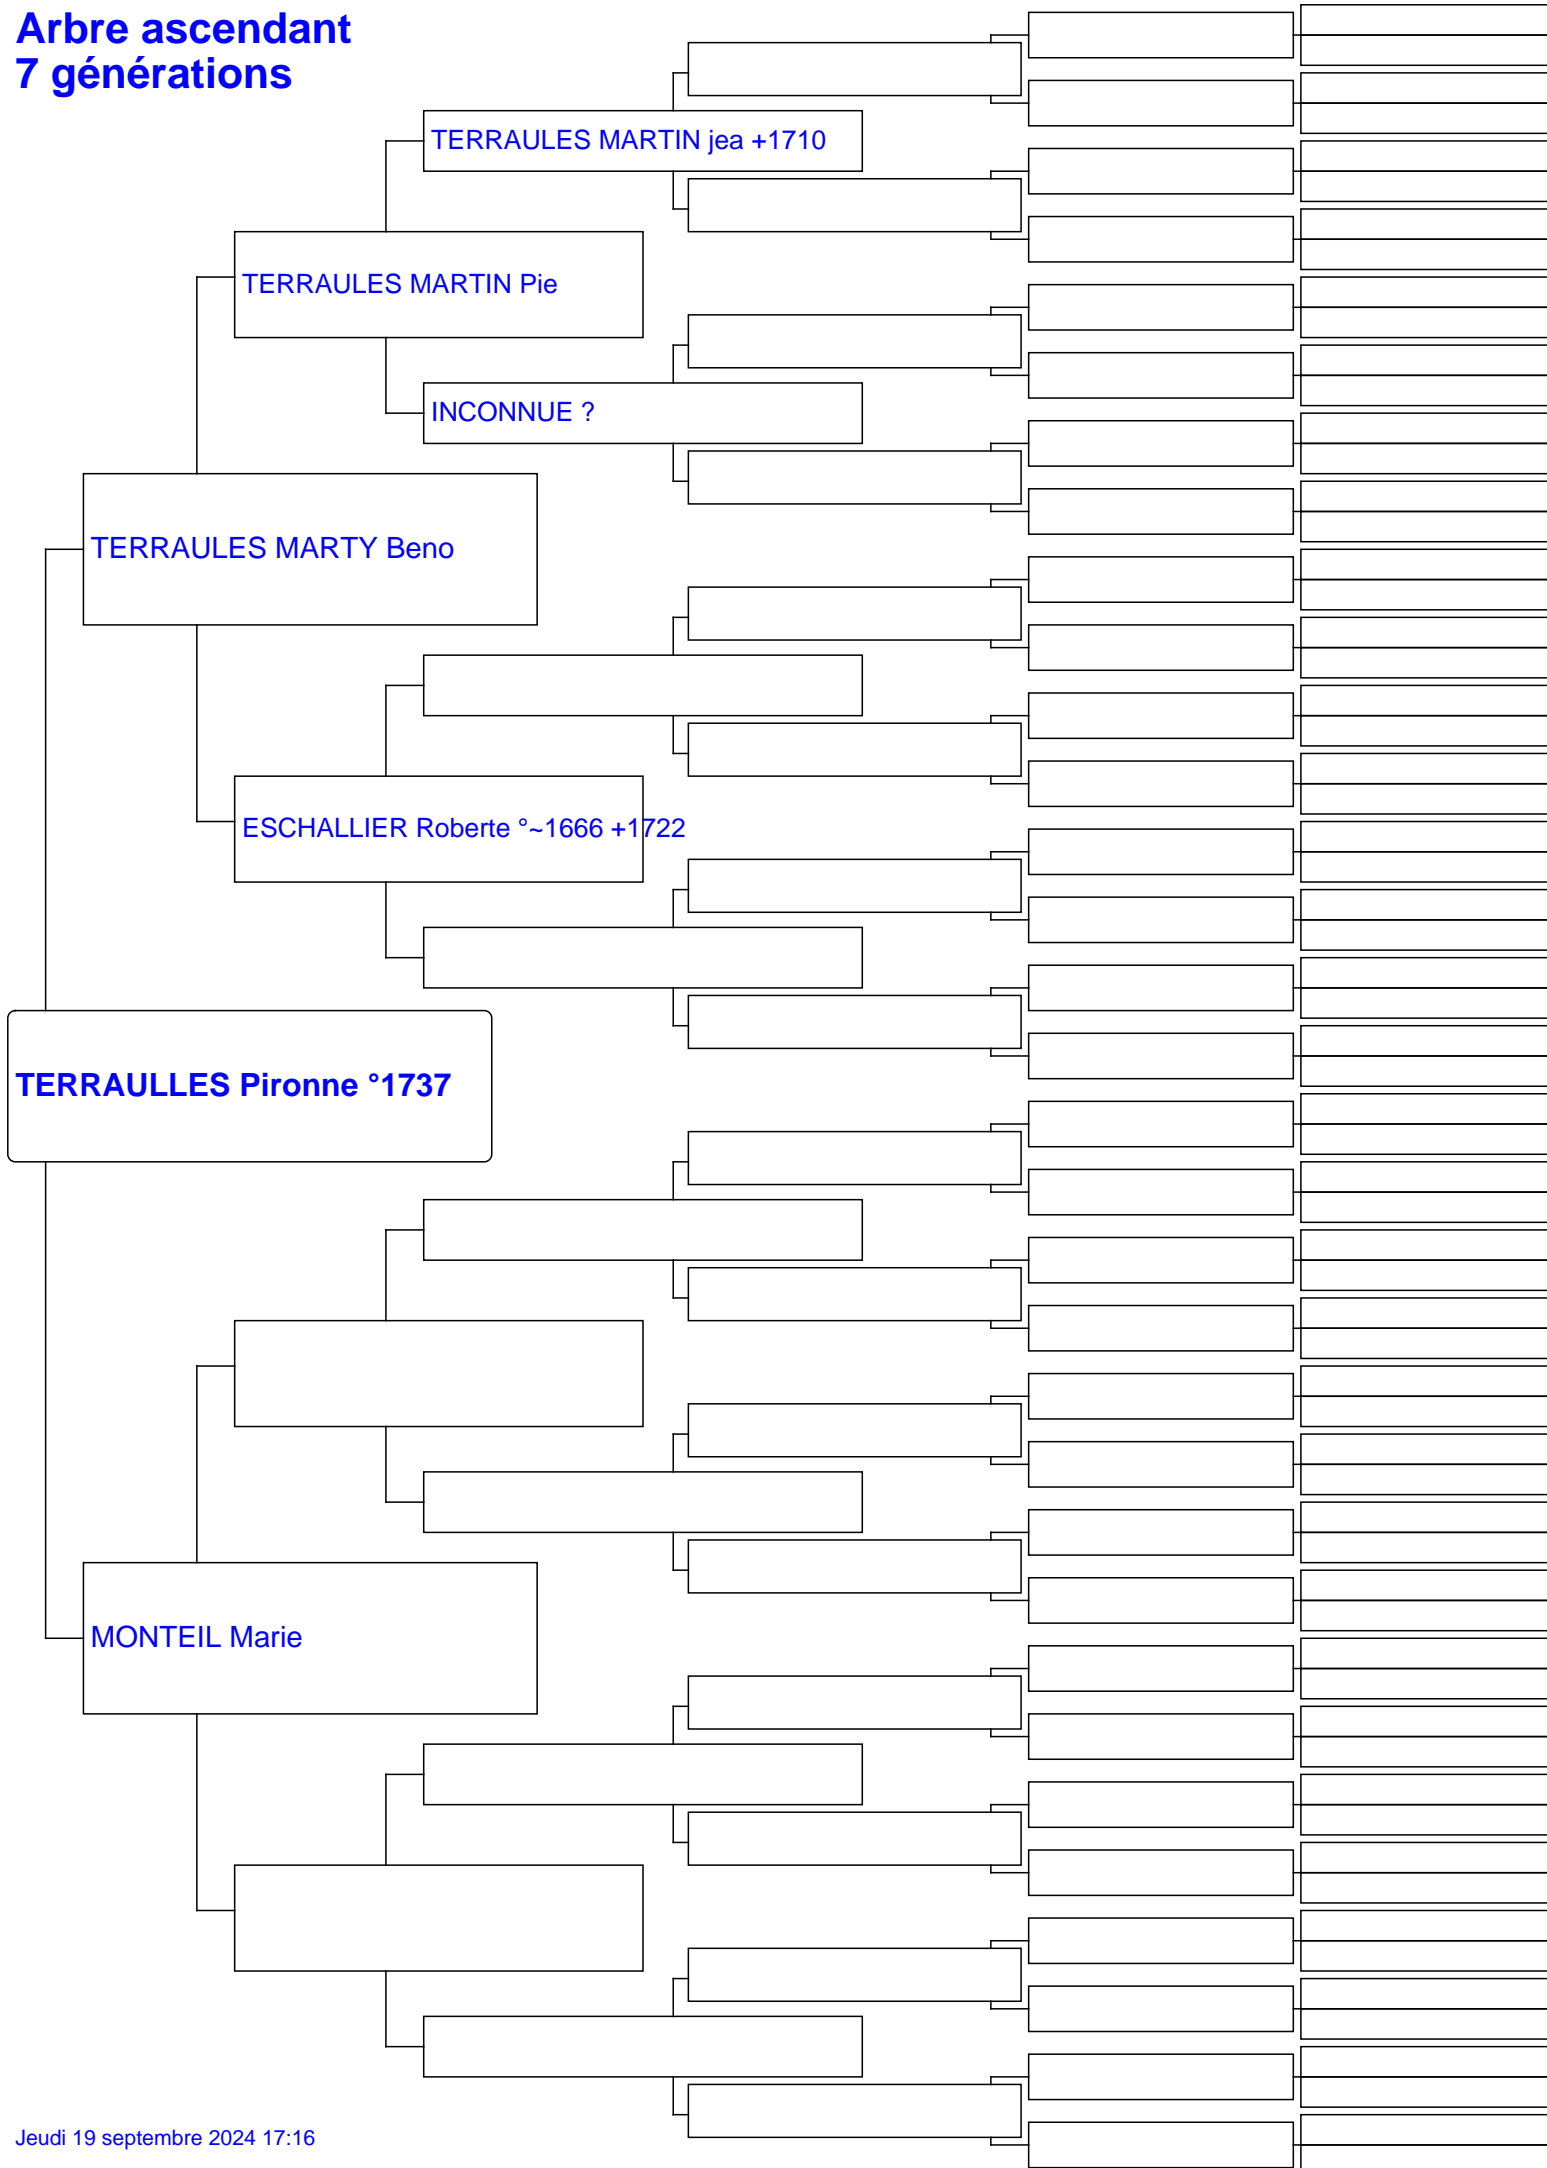 Arbre ascendant
7 générations
TERRAULES MARTIN jea +1710
TERRAULES MARTIN Pie
INCONNUE ?
TERRAULES MARTY Beno
ESCHALLIER Roberte °~1666 +1722
TERRAULLES Pironne °1737
MONTEIL Marie
Jeudi 19 septembre 2024 17:16